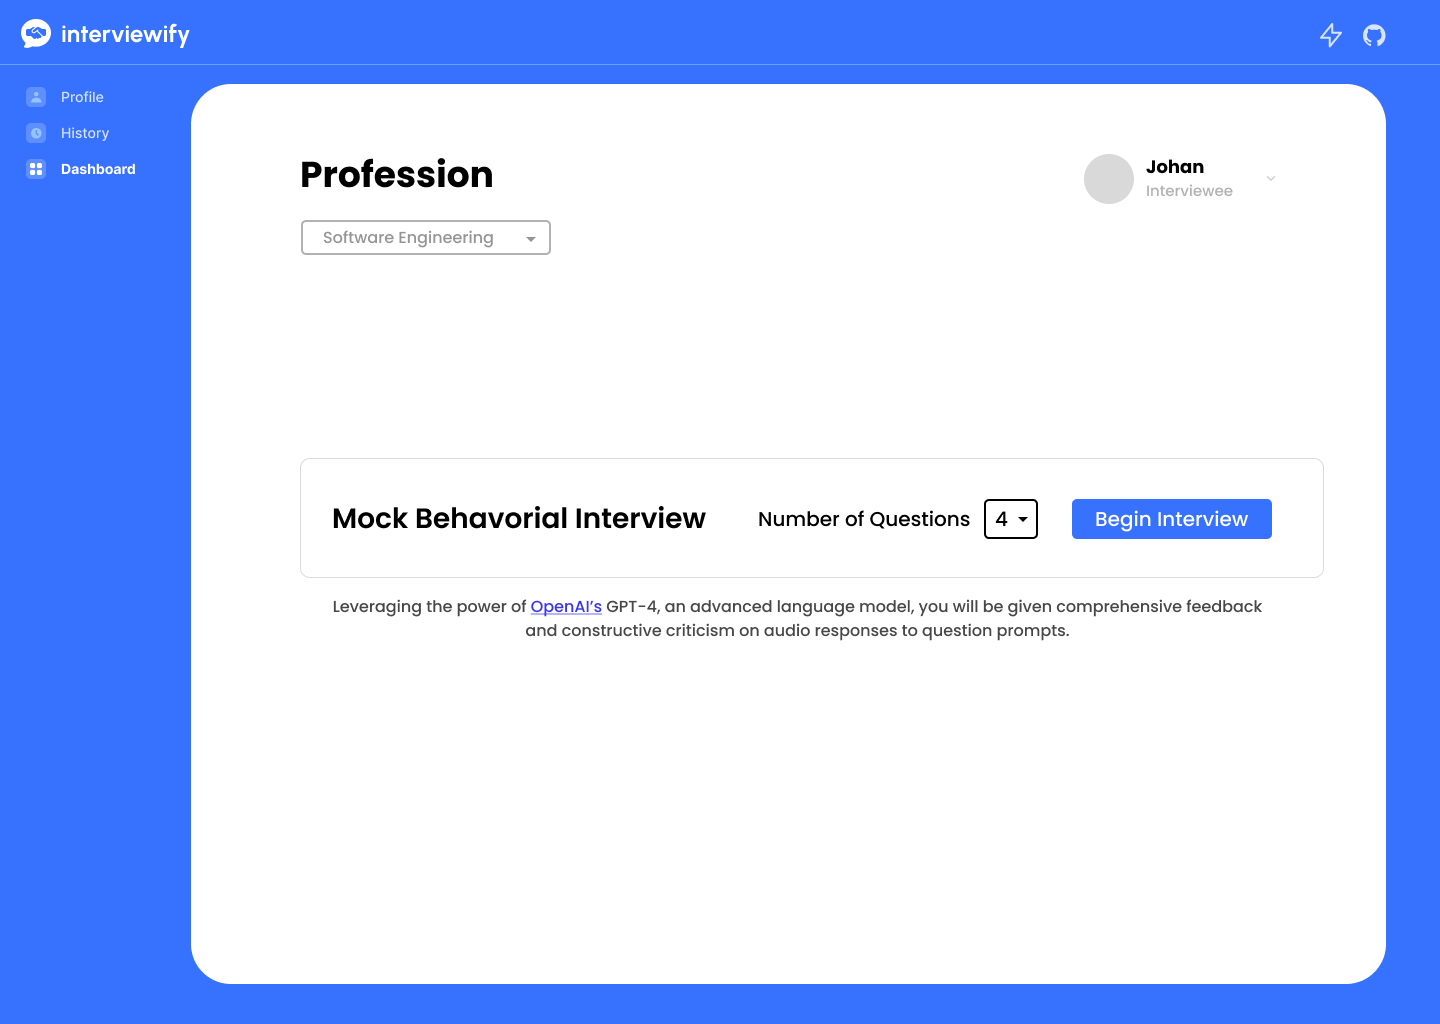 interviewify
Profile
History
Dashboard
Profession
Johan
Interviewee
Software Engineering
Mock Behavorial Interview
Number of Questions
4
Begin Interview
Leveraging the power of OpenAI’s GPT-4, an advanced language model, you will be given comprehensive feedback
and constructive criticism on audio responses to question prompts.